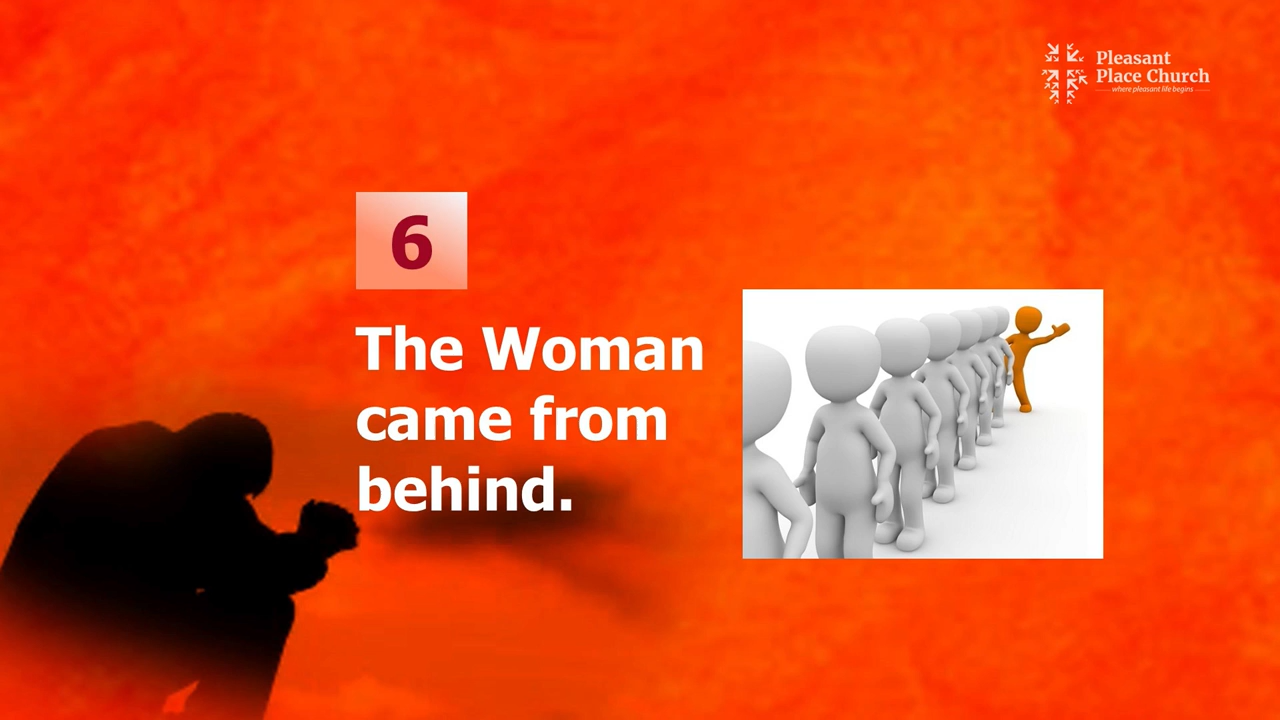 Pleasant
Place Church
where pleasant life begins
6
The Woman
came from
behind.